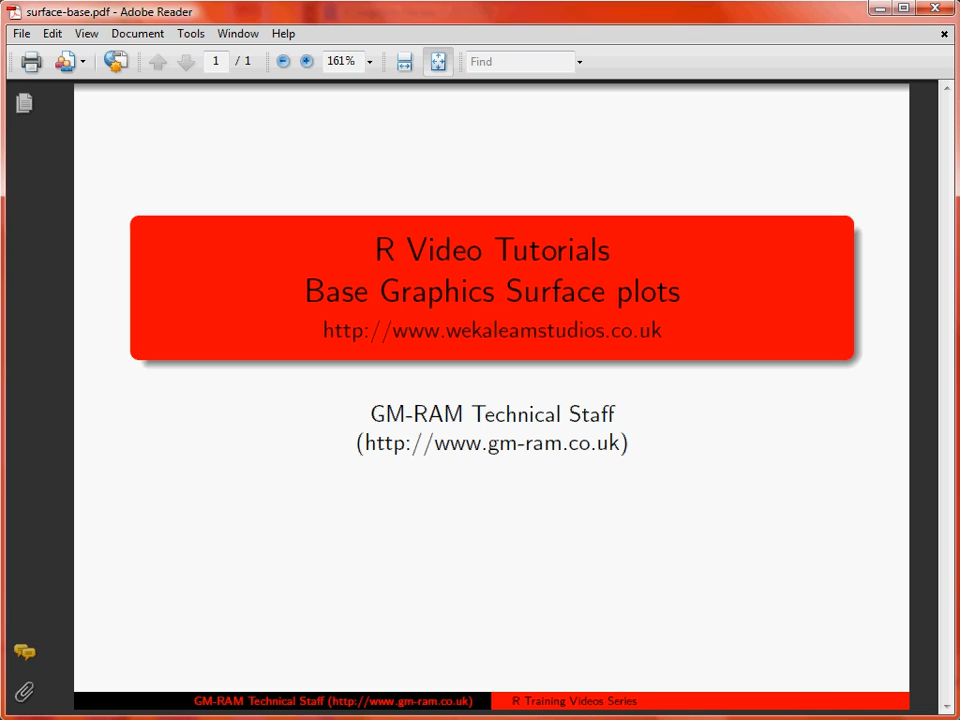 surface-base.pdf - Adobe Reader
File Edit View Document Tools Window Help
1 / 1 161% Find
R Video Tutorials
Base Graphics Surface plots
http://www.wekaleamstudios.co.uk
GM-RAM Technical Staff
(http://www.gm-ram.co.uk)
GM-RAM Technical Staff (http://www.gm-ram.co.uk) R Training Videos Series